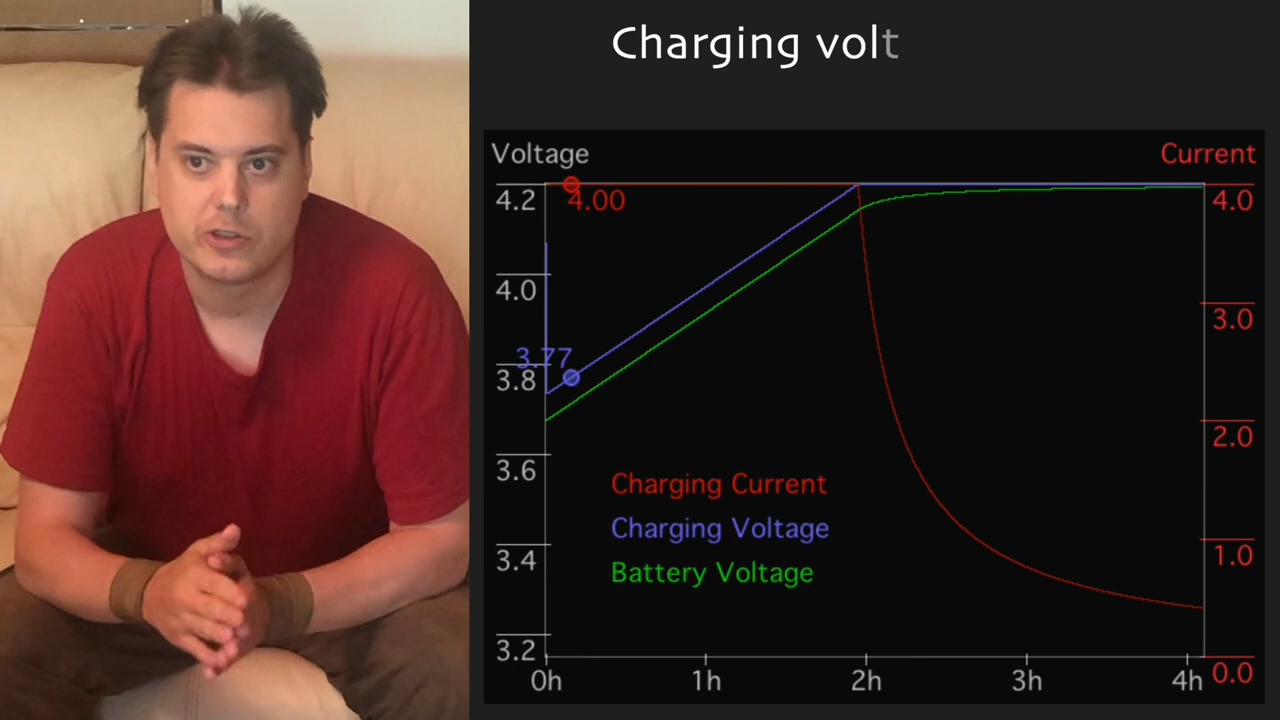 Charging volt
Voltage Current
4.2
4.0
3.8
3.6
3.4
3.2
4.00
3.77
4.0
3.0
2.0
1.0
0.0
Charging Current
Charging Voltage
Battery Voltage
0h 1h 2h 3h 4h